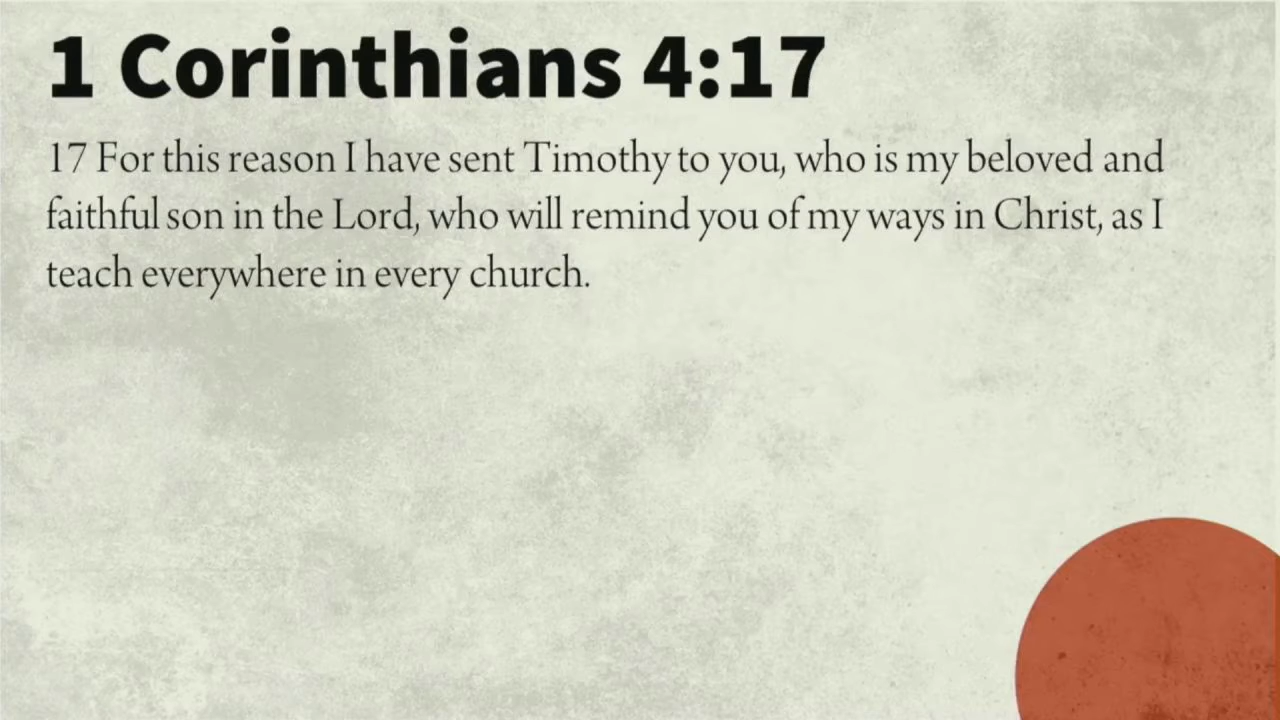 1 Corinthians 4:17
17 For this reason I have sent Timothy to you, who is my beloved and
faithful son in the Lord, who will remind you of my ways in Christ, as I
teach everywhere in every church.